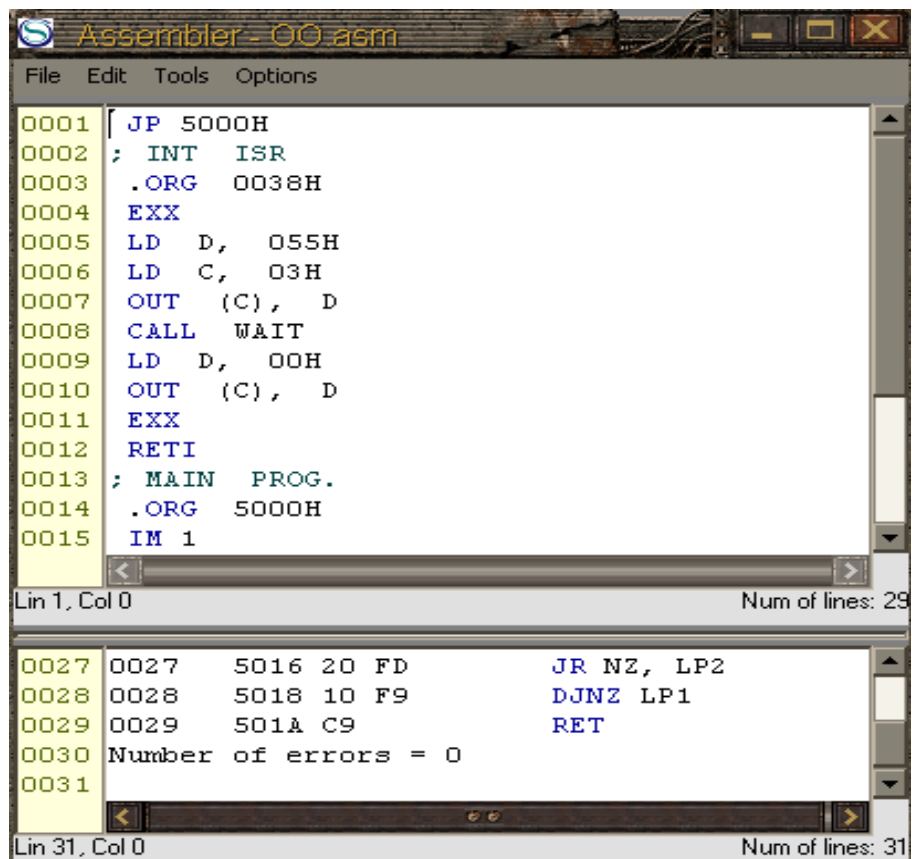 Assembler - OO.asm
File Edit Tools Options
0001 JP 5000H
0002 ; INT ISR
0003 .ORG 0038H
0004 EXX
0005 LD D, 055H
0006 LD C, 03H
0007 OUT (C), D
0008 CALL WAIT
0009 LD D, 00H
0010 OUT (C), D
0011 EXX
0012 RETI
0013 ; MAIN PROG.
0014 .ORG 5000H
0015 IM 1
Lin 1, Col 0 Num of lines: 29
0027 0027 5016 20 FD JR NZ, LP2
0028 0028 5018 10 F9 DJNZ LP1
0029 0029 501A C9 RET
0030 Number of errors = 0
0031
Lin 31, Col 0 Num of lines: 31